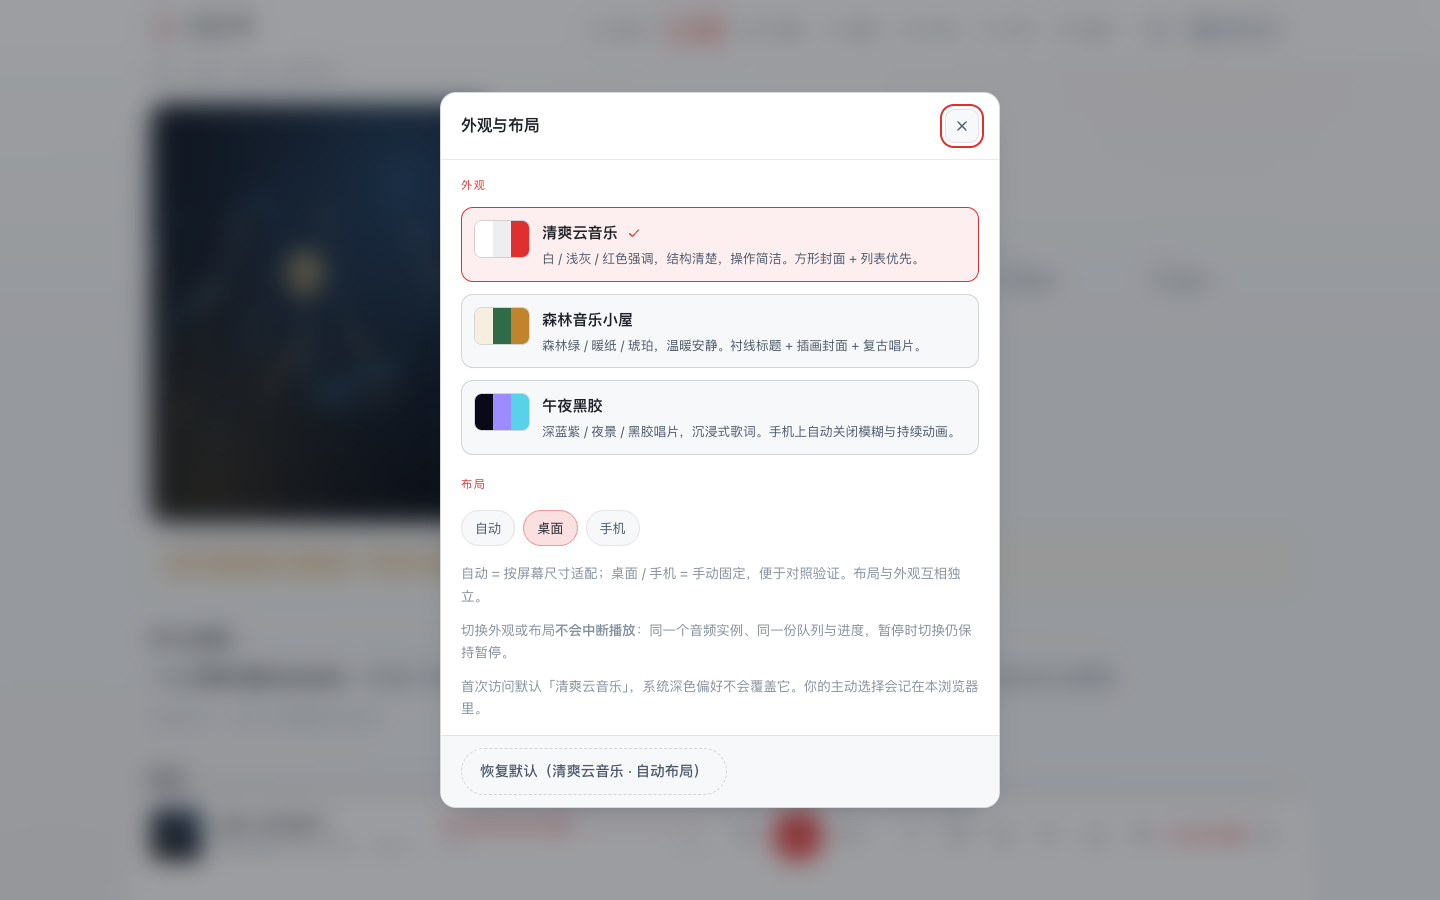 外观与布局
外观
清爽云音乐
白 / 浅灰 / 红色强调，结构清楚，操作简洁。方形封面 + 列表优先。
森林音乐小屋
森林绿 / 暖纸 / 琥珀，温暖安静。衬线标题 + 插画封面 + 复古唱片。
午夜黑胶
深蓝紫 / 夜景 / 黑胶唱片，沉浸式歌词。手机上自动关闭模糊与持续动画。
布局
自动 桌面 手机
自动 = 按屏幕尺寸适配；桌面 / 手机 = 手动固定，便于对照验证。布局与外观互相独
立。
切换外观或布局不会中断播放：同一个音频实例、同一份队列与进度，暂停时切换仍保
持暂停。
首次访问默认「清爽云音乐」，系统深色偏好不会覆盖它。你的主动选择会记在本浏览器
里。
恢复默认（清爽云音乐 · 自动布局）